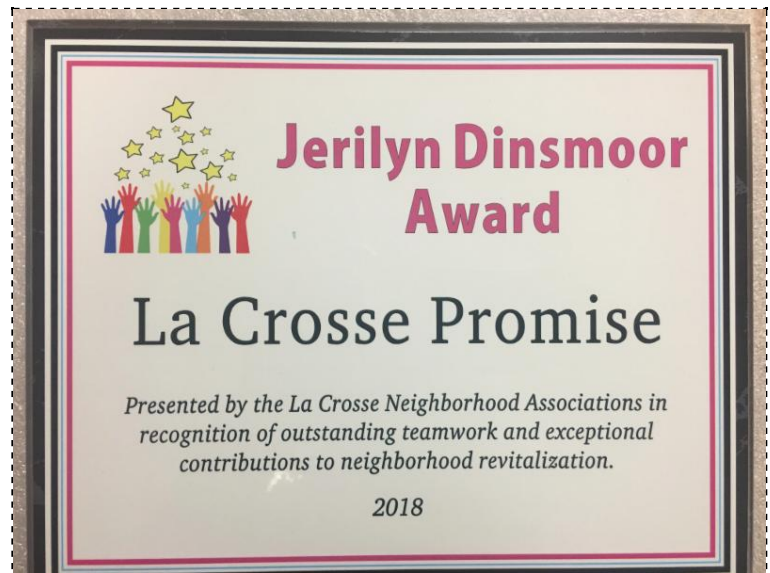 Jerilyn Dinsmoor
Award
La Crosse Promise
Presented by the La Crosse Neighborhood Associations in
recognition of outstanding teamwork and exceptional
contributions to neighborhood revitalization.
2018